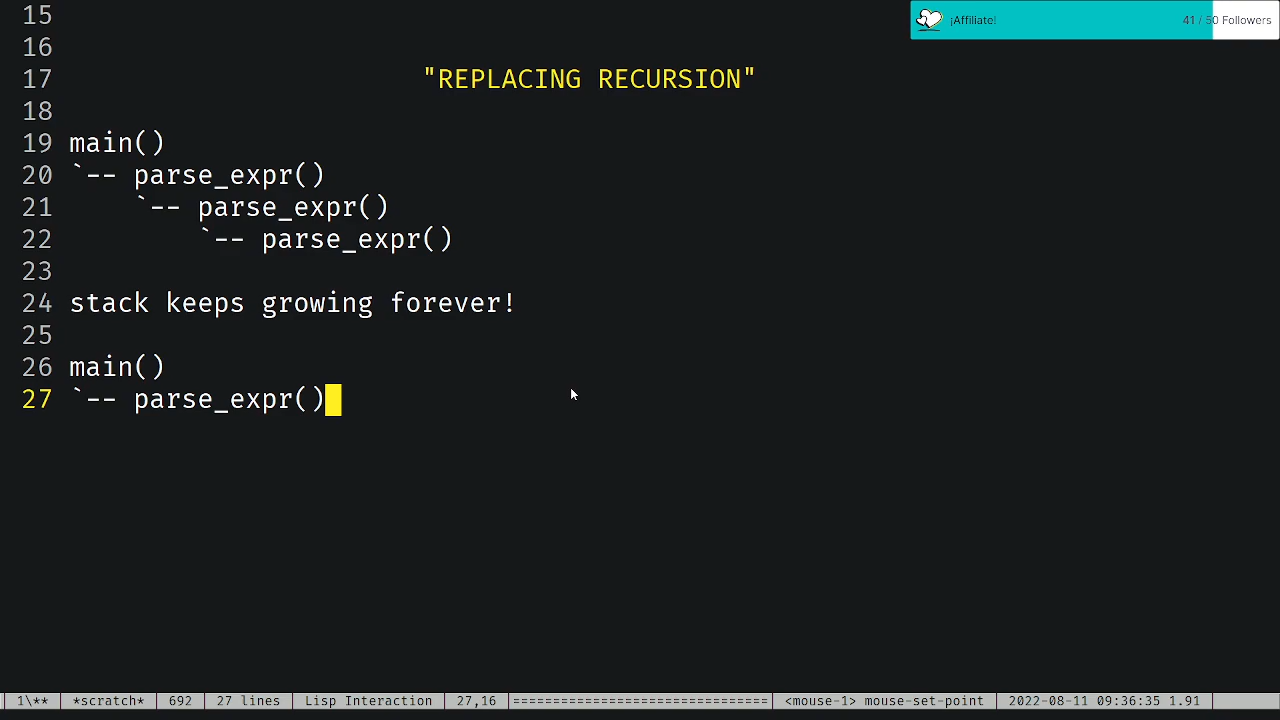 15
¡Affiliate! 41 / 50 Followers
16
17 "REPLACING RECURSION"
18
19 main()
20 `-- parse_expr()
21 `-- parse_expr()
22 `-- parse_expr()
23
24 stack keeps growing forever!
25
26 main()
27 `-- parse_expr()
1\** *scratch* 692 27 lines Lisp Interaction 27,16 ================================ <mouse-1> mouse-set-point 2022-08-11 09:36:35 1.91